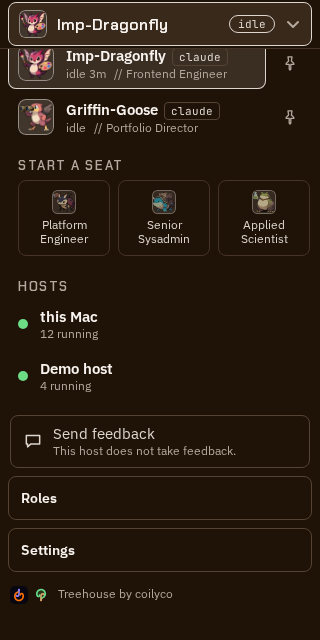 Imp-Dragonfly idle
Imp-Dragonfly claude
idle 3m // Frontend Engineer
Griffin-Goose claude
idle // Portfolio Director
START A SEAT
Platform
Engineer
Senior
Sysadmin
Applied
Scientist
HOSTS
this Mac
12 running
Demo host
4 running
Send feedback
This host does not take feedback.
Roles
Settings
Treehouse by coilyco